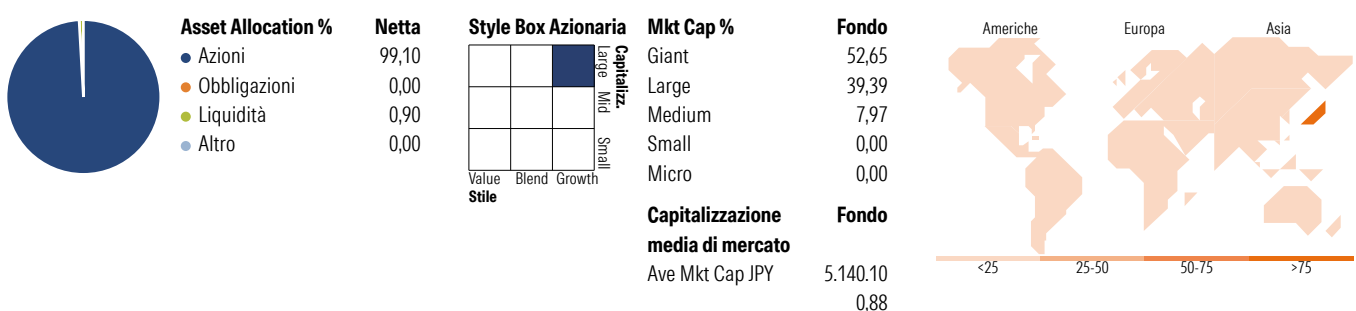 Asset Allocation % Netta
Azioni 99,10
Obbligazioni 0,00
Liquidità 0,90
Altro 0,00
Style Box Azionaria
Large Mid Small
Capitalizz.
Value Blend Growth
Stile
Mkt Cap % Fondo
Giant 52,65
Large 39,39
Medium 7,97
Small 0,00
Micro 0,00
Capitalizzazione Fondo
media di mercato
Ave Mkt Cap JPY 5.140.10
0,88
Americhe Europa Asia
<25 25-50 50-75 >75